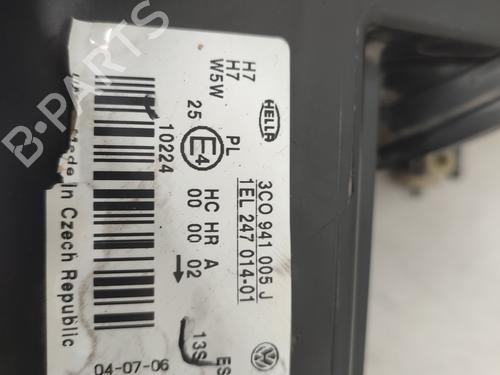 H7
H7
W5W
HELLA
PL
25 E4
10224
3C0 941 005 J
1EL 247 014-01
HC HR A
00 00 02
Made in Czech Republic
ES
13S
04-07-06
B-PARTS